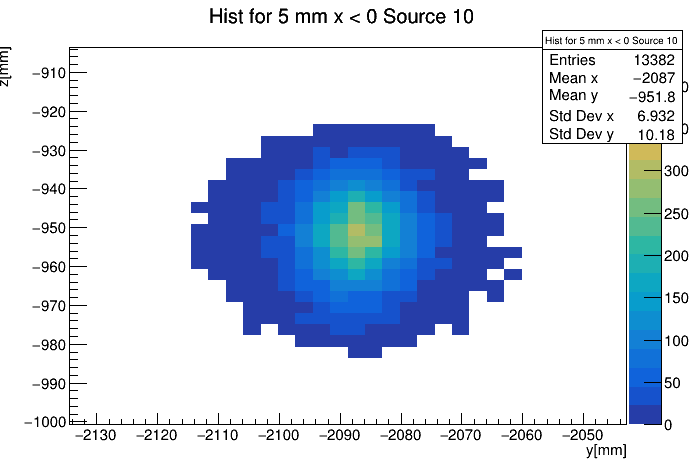 Hist for 5 mm x < 0 Source 10
z[mm]
Hist for 5 mm x < 0 Source 10
Entries 13382
Mean x −2087
Mean y −951.8
Std Dev x 6.932
Std Dev y 10.18
−910
−920
−930
−940
−950
−960
−970
−980
−990
−1000
−2130 −2120 −2110 −2100 −2090 −2080 −2070 −2060 −2050
y[mm]
300
250
200
150
100
50
0